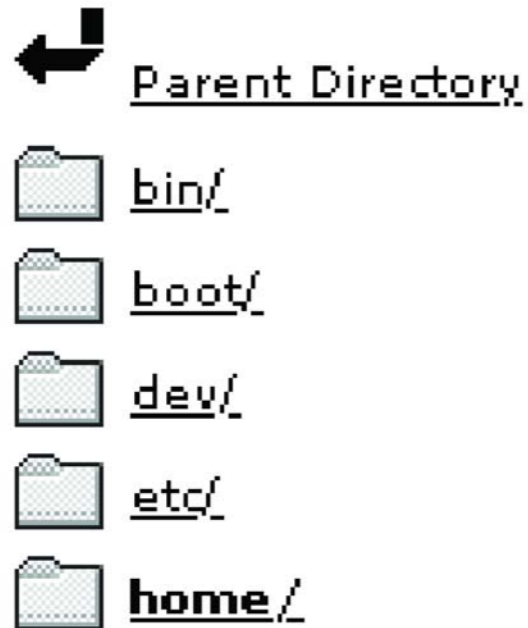 Parent Directory
bin/
boot/
dev/
etc/
home/